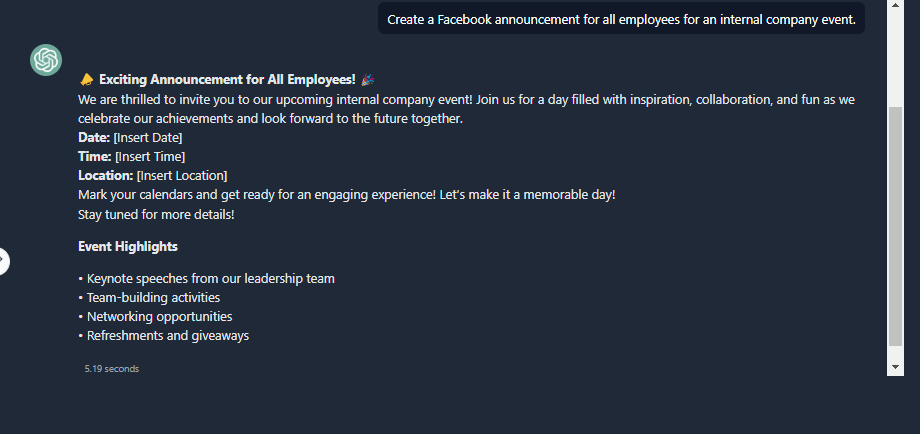 Create a Facebook announcement for all employees for an internal company event.
📣 Exciting Announcement for All Employees! 🎉
We are thrilled to invite you to our upcoming internal company event! Join us for a day filled with inspiration, collaboration, and fun as we
celebrate our achievements and look forward to the future together.
Date: [Insert Date]
Time: [Insert Time]
Location: [Insert Location]
Mark your calendars and get ready for an engaging experience! Let's make it a memorable day!
Stay tuned for more details!
Event Highlights
• Keynote speeches from our leadership team
• Team-building activities
• Networking opportunities
• Refreshments and giveaways
5.19 seconds